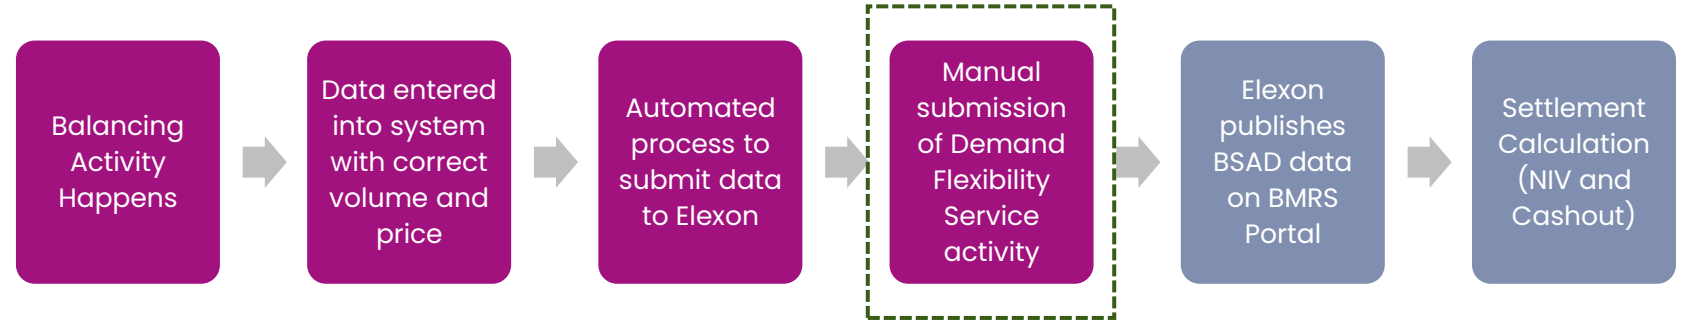 Balancing
Activity
Happens
Data entered
into system
with correct
volume and
price
Automated
process to
submit data
to Elexon
Manual
submission
of Demand
Flexibility
Service
activity
Elexon
publishes
BSAD data
on BMRS
Portal
Settlement
Calculation
(NIV and
Cashout)